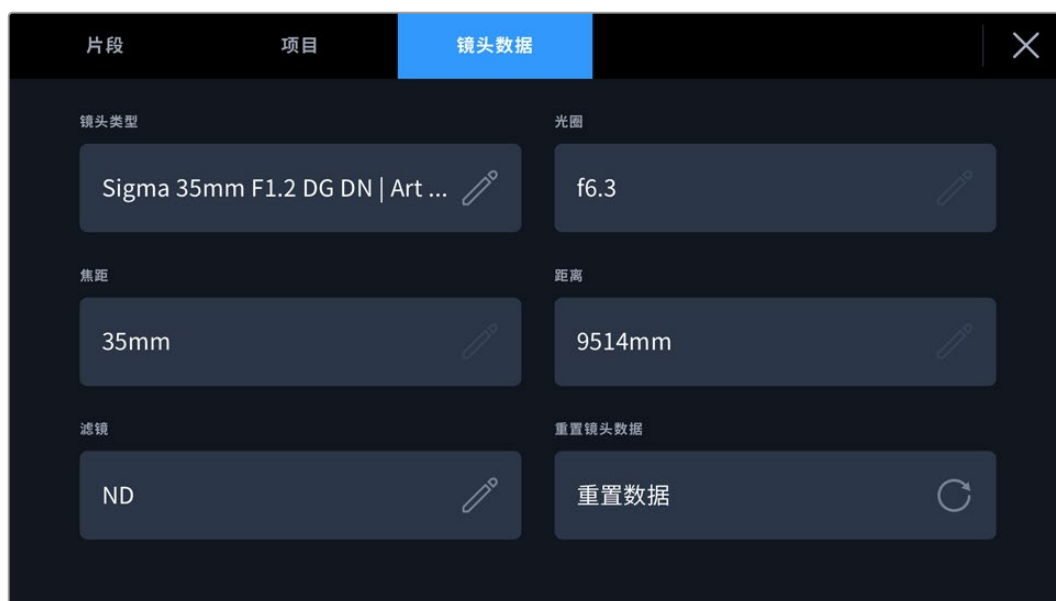 片段 项目 镜头数据
镜头类型 光圈
Sigma 35mm F1.2 DG DN | Art ... f6.3
焦距 距离
35mm 9514mm
滤镜 重置镜头数据
ND 重置数据